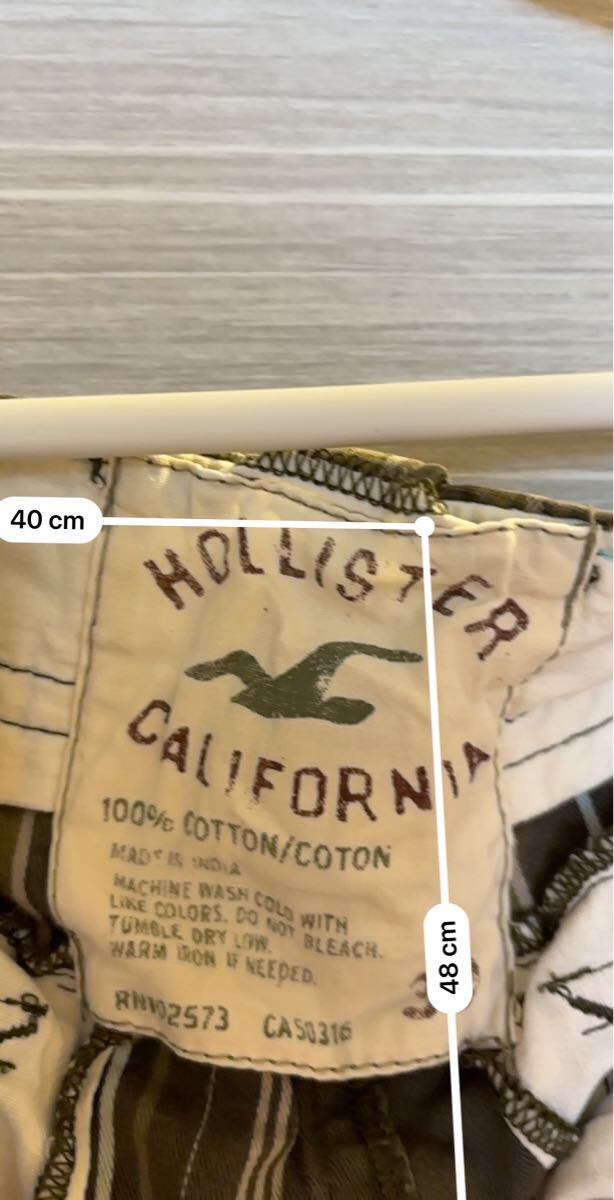 40 cm
HOLLISTER
CALIFORNIA
100% COTTON/COTON
MADE IN INDIA
MACHINE WASH COLD WITH
LIKE COLORS. DO NOT BLEACH.
TUMBLE DRY LOW.
WARM IRON IF NEEDED.
48 cm
RN102573 CA50316